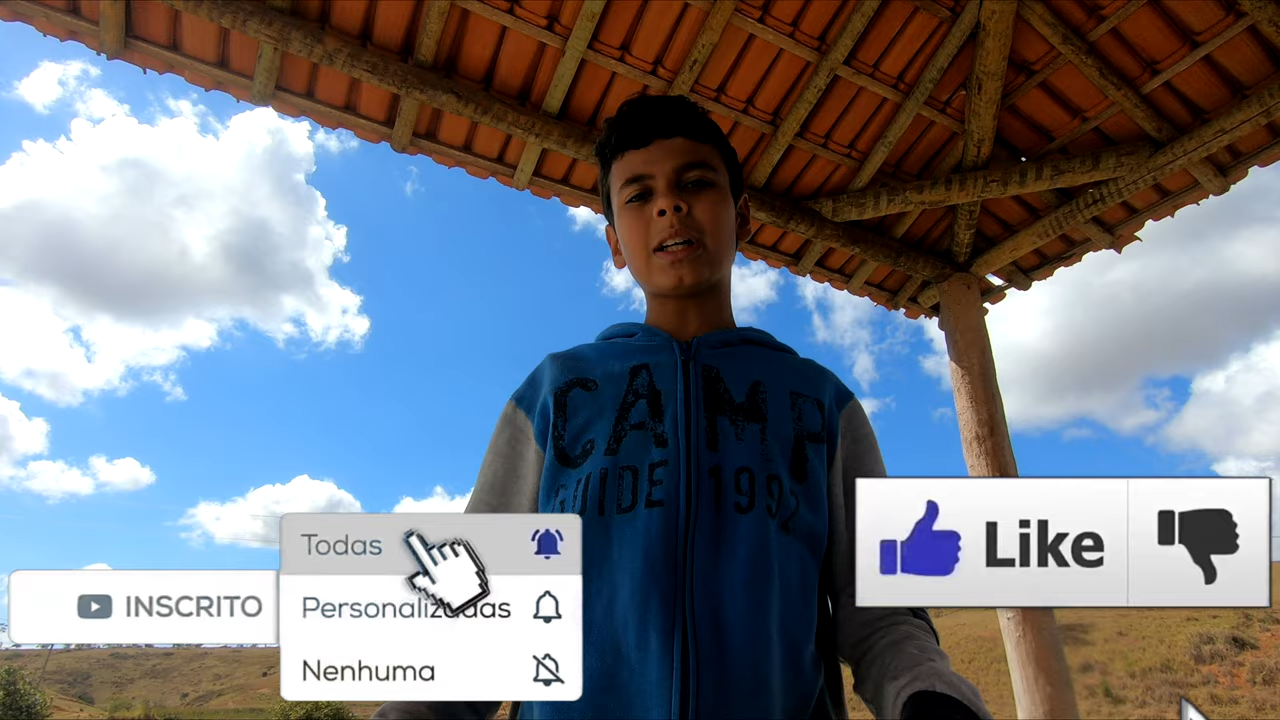 CAMP
GUIDE 1992
Todas
INSCRITO
Personalizadas
Nenhuma
Like